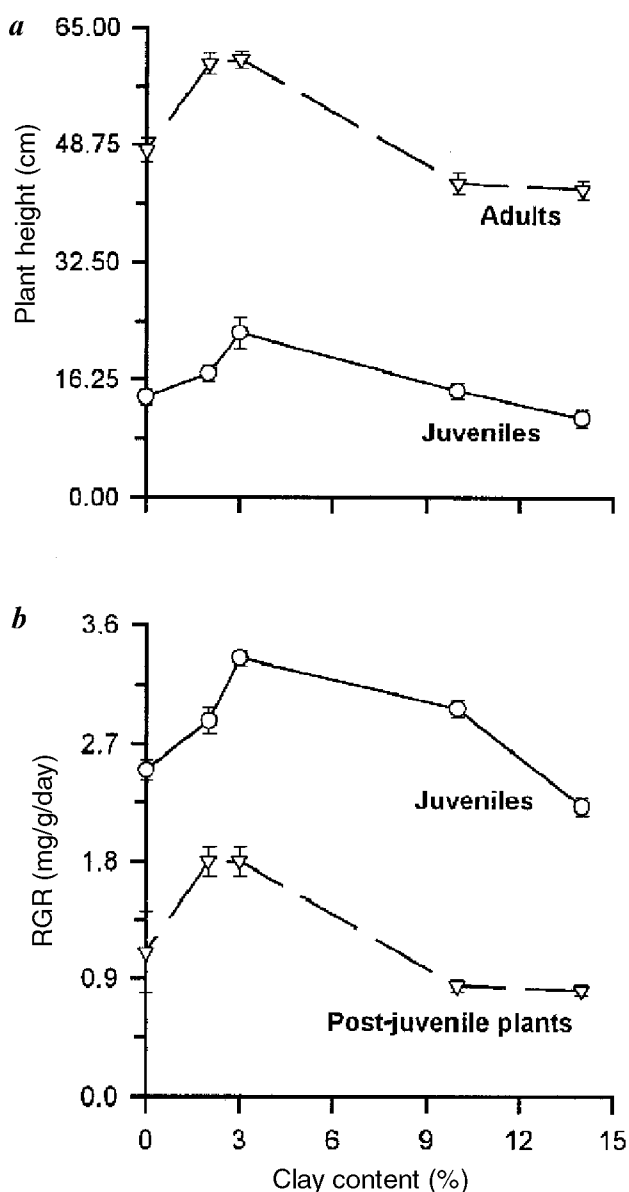 a
65.00
48.75
32.50
16.25
0.00
Plant height (cm)
Adults
Juveniles
b
3.6
2.7
1.8
0.9
0.0
RGR (mg/g/day)
Juveniles
Post-juvenile plants
0 3 6 9 12 15
Clay content (%)